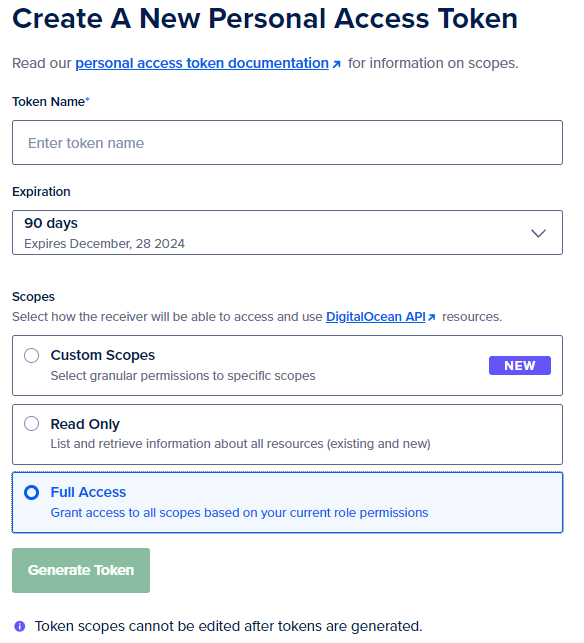 Create A New Personal Access Token
Read our personal access token documentation for information on scopes.
Token Name*
Enter token name
Expiration
90 days
Expires December, 28 2024
Scopes
Select how the receiver will be able to access and use DigitalOcean API resources.
Custom Scopes
NEW
Select granular permissions to specific scopes
Read Only
List and retrieve information about all resources (existing and new)
Full Access
Grant access to all scopes based on your current role permissions
Generate Token
Token scopes cannot be edited after tokens are generated.